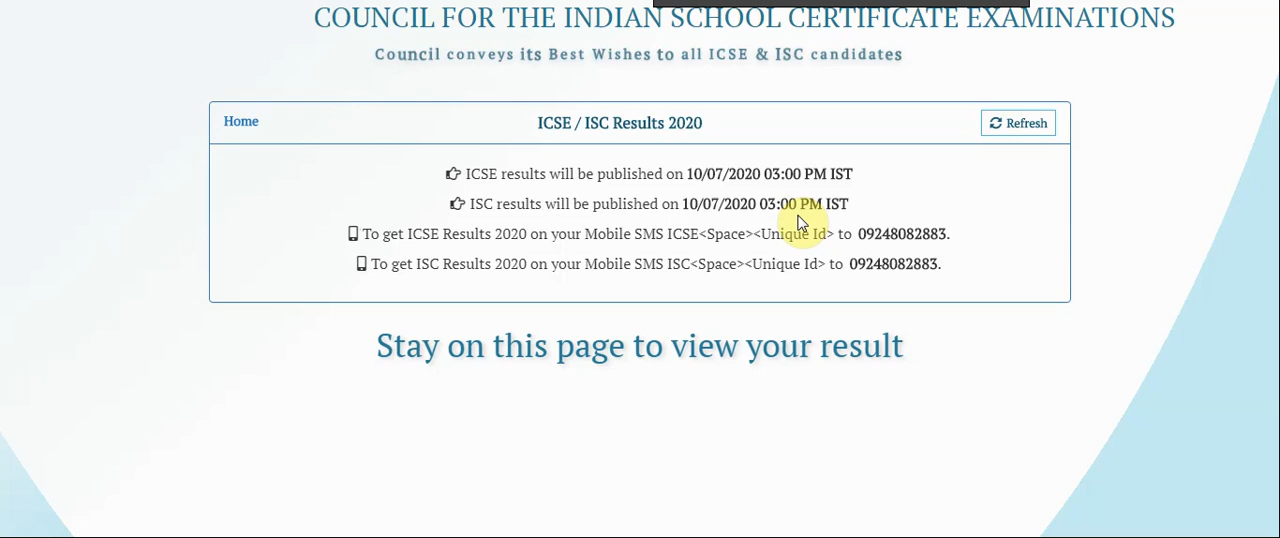 COUNCIL FOR THE INDIAN SCHOOL CERTIFICATE EXAMINATIONS
Council conveys its Best Wishes to all ICSE & ISC candidates
Home ICSE / ISC Results 2020 Refresh
ICSE results will be published on 10/07/2020 03:00 PM IST
ISC results will be published on 10/07/2020 03:00 PM IST
To get ICSE Results 2020 on your Mobile SMS ICSE<Space><Unique Id> to 09248082883.
To get ISC Results 2020 on your Mobile SMS ISC<Space><Unique Id> to 09248082883.
Stay on this page to view your result